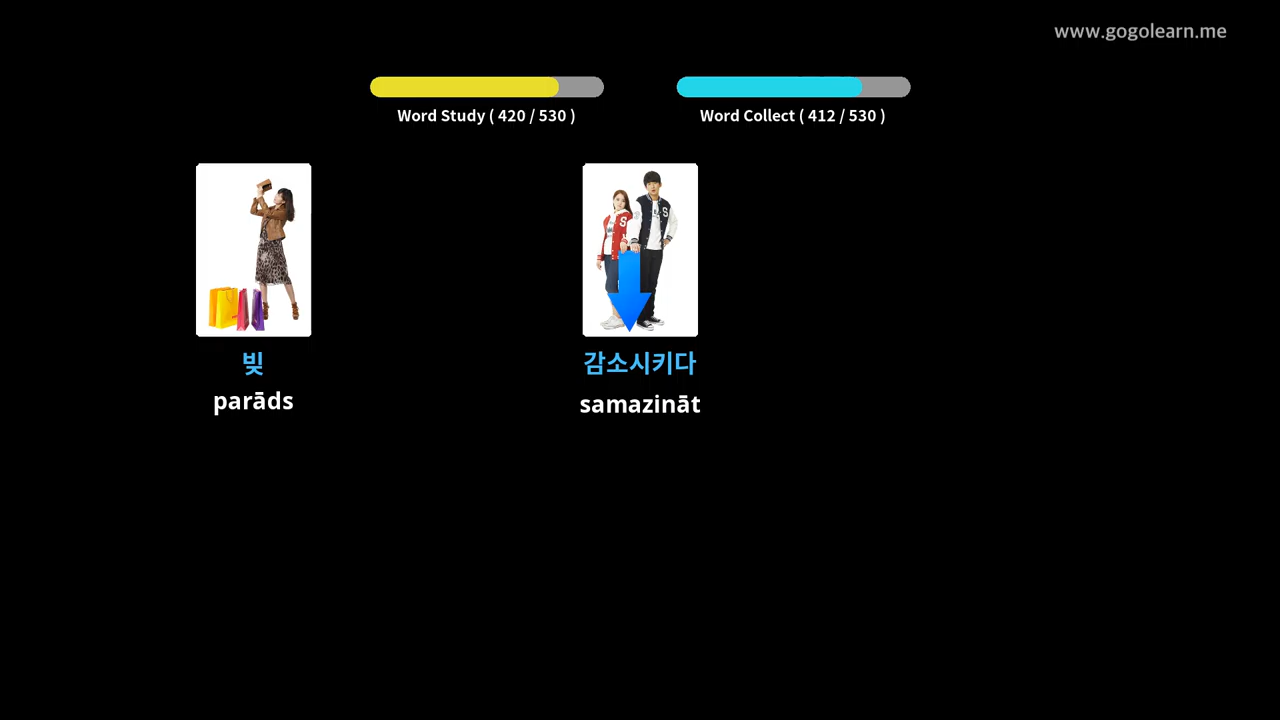 www.gogolearn.me
Word Study ( 420 / 530 )
Word Collect ( 412 / 530 )
빚
parāds
감소시키다
samazināt